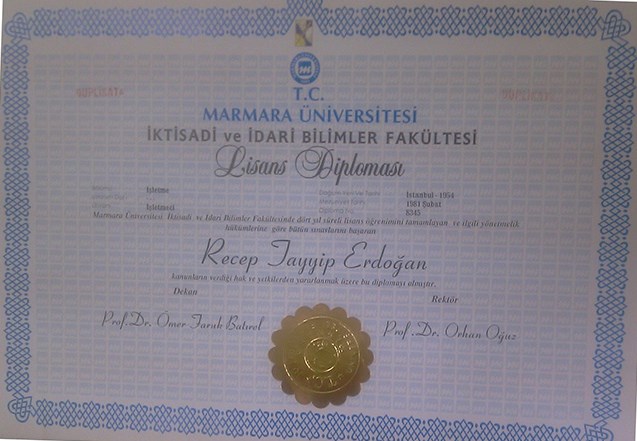 DUPLİKATA
T.C.
MARMARA ÜNİVERSİTESİ
İKTİSADİ ve İDARİ BİLİMLER FAKÜLTESİ
Lisans Diploması
İşletme
İstanbul - 1954
1981 Şubat
İşletmeci
8345
Marmara Üniversitesi İktisadi ve İdari Bilimler Fakültesinde dört yıl süreli lisans öğrenimini tamamlayan ve ilgili yönetmelik
hükümlerine göre bütün sınavlarını başaran
Recep Tayyip Erdoğan
kanunların verdiği hak ve yetkilerden yararlanmak üzere bu diplomayı almıştır.
Dekan
Rektör
Prof.Dr. Ömer Faruk Batırel
Prof.Dr. Orhan Oğuz